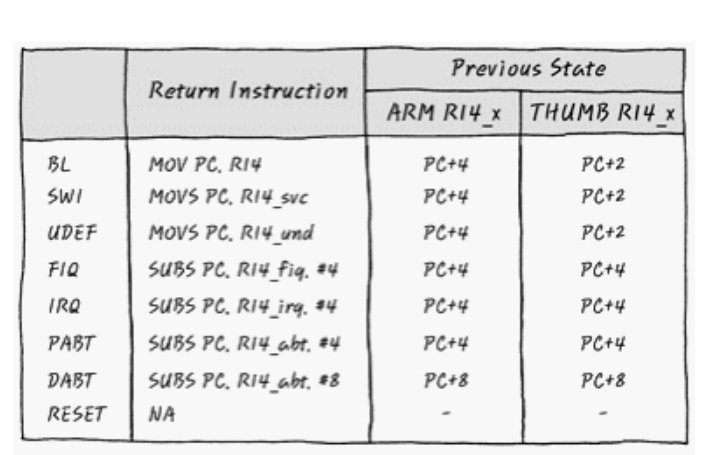 Previous State
Return Instruction
ARM R14_x THUMB R14_x
BL MOV PC, R14 PC+4 PC+2
SWI MOVS PC, R14_svc PC+4 PC+2
UDEF MOVS PC, R14_und PC+4 PC+2
FIQ SUBS PC, R14_fiq, #4 PC+4 PC+4
IRQ SUBS PC, R14_irq, #4 PC+4 PC+4
PABT SUBS PC, R14_abt, #4 PC+4 PC+4
DABT SUBS PC, R14_abt, #8 PC+8 PC+8
RESET NA - -